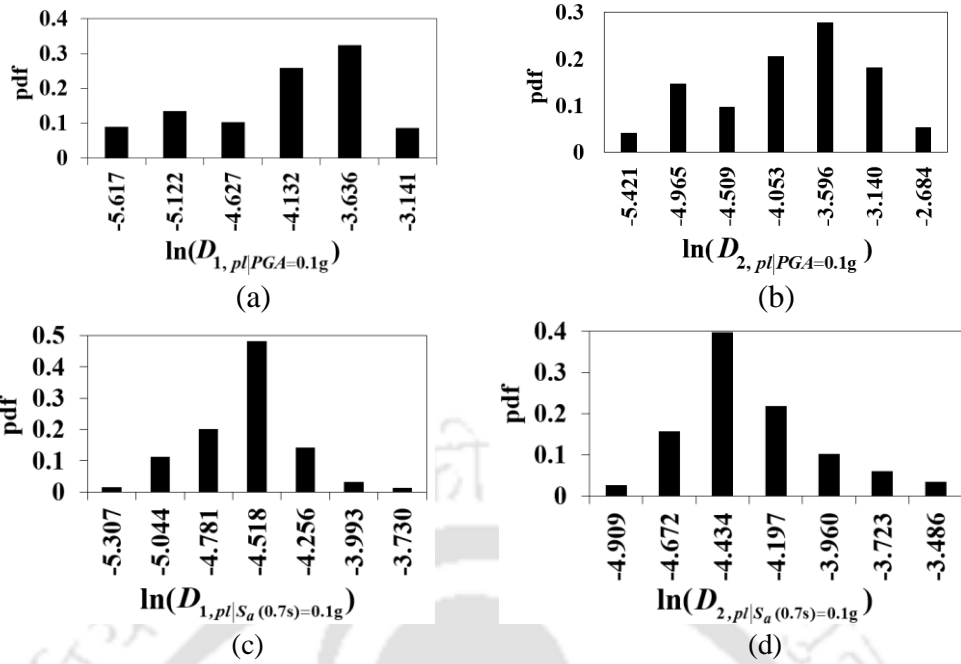 0.4
0.3
0.2
0.1
0
pdf
-5.617 -5.122 -4.627 -4.132 -3.636 -3.141
ln(D1, pl|PGA=0.1g)
(a)
0.3
0.2
0.1
0
pdf
-5.421 -4.965 -4.509 -4.053 -3.596 -3.140 -2.684
ln(D2, pl|PGA=0.1g)
(b)
0.5
0.4
0.3
0.2
0.1
0
pdf
-5.307 -5.044 -4.781 -4.518 -4.256 -3.993 -3.730
ln(D1,pl|Sa (0.7s)=0.1g)
(c)
0.4
0.3
0.2
0.1
0
pdf
-4.909 -4.672 -4.434 -4.197 -3.960 -3.723 -3.486
ln(D2,pl|Sa (0.7s)=0.1g)
(d)